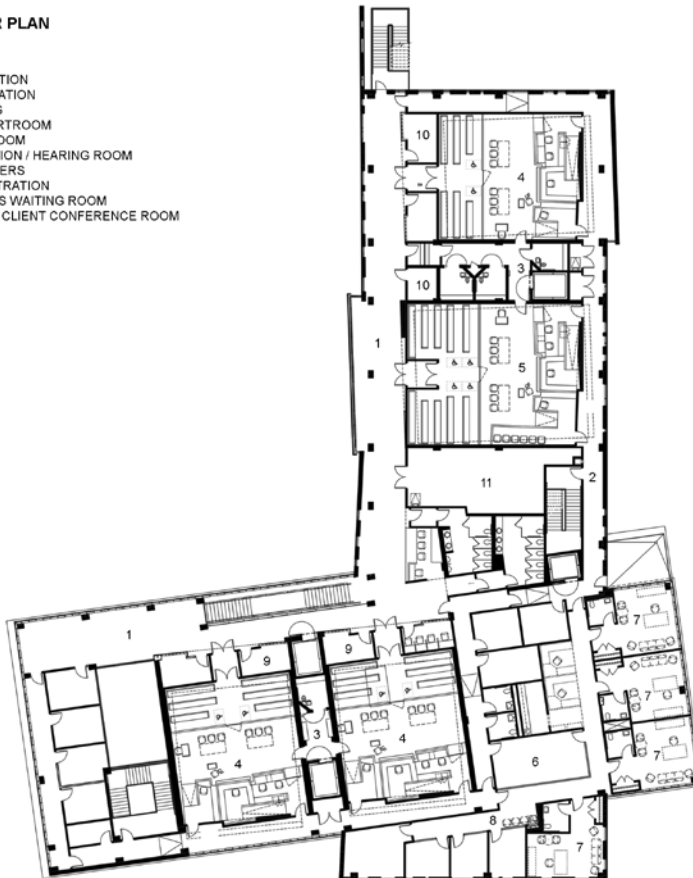 R PLAN
TION
ATION
S
RTROOM
OOM
ION / HEARING ROOM
ERS
TRATION
S WAITING ROOM
CLIENT CONFERENCE ROOM
10
4
3
10
1
5
2
11
1
9
9
7
7
3
4
4
7
6
8
7